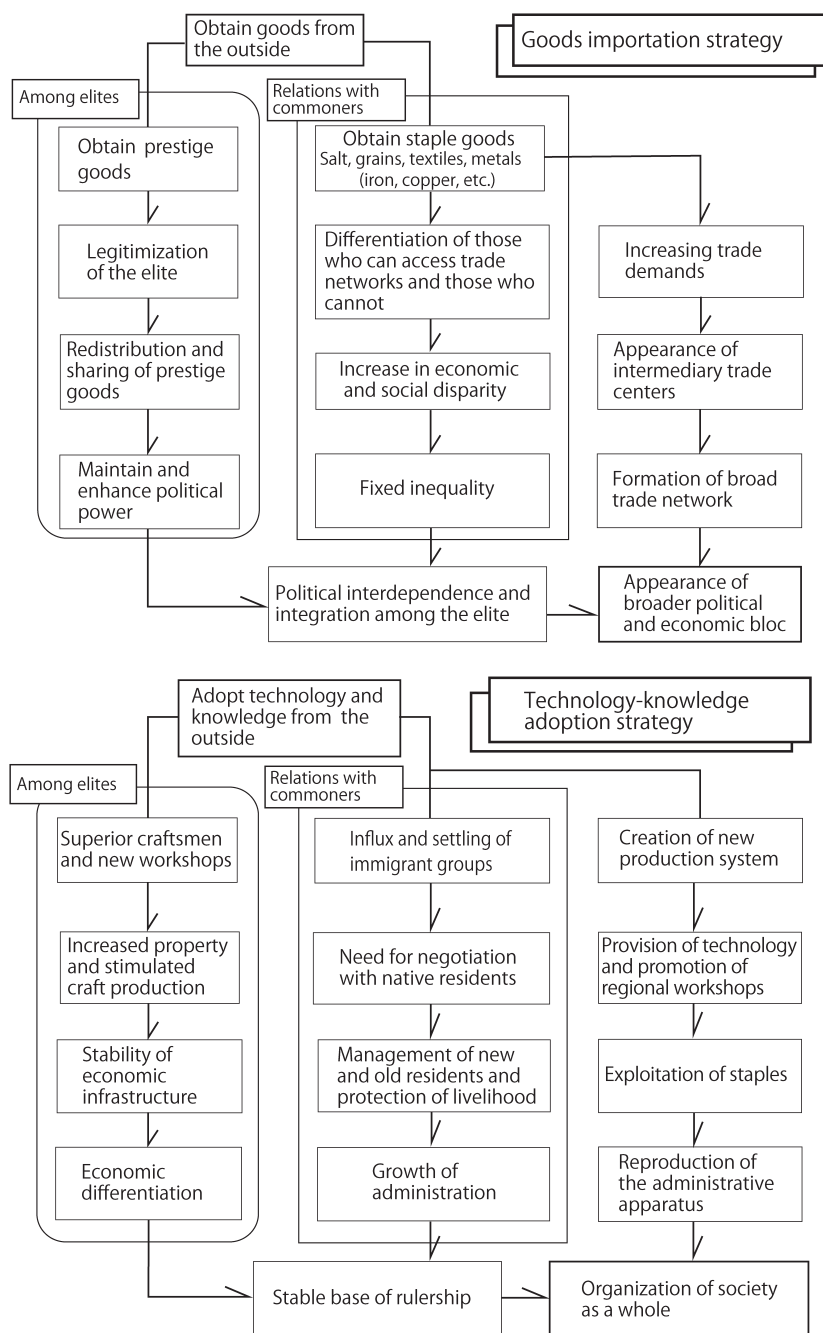 Obtain goods from
the outside
Goods importation strategy
Among elites
Obtain prestige
goods
Legitimization
of the elite
Redistribution and
sharing of prestige
goods
Maintain and
enhance political
power
Relations with
commoners
Obtain staple goods
Salt, grains, textiles, metals
(iron, copper, etc.)
Differentiation of those
who can access trade
networks and those who
cannot
Increase in economic
and social disparity
Fixed inequality
Increasing trade
demands
Appearance of
intermediary trade
centers
Formation of broad
trade network
Political interdependence and
integration among the elite
Appearance of
broader political
and economic bloc
Adopt technology and
knowledge from the
outside
Technology-knowledge
adoption strategy
Among elites
Superior craftsmen
and new workshops
Increased property
and stimulated
craft production
Stability of
economic
infrastructure
Economic
differentiation
Relations with
commoners
Influx and settling of
immigrant groups
Need for negotiation
with native residents
Management of new
and old residents and
protection of livelihood
Growth of
administration
Creation of new
production system
Provision of technology
and promotion of
regional workshops
Exploitation of staples
Reproduction of
the administrative
apparatus
Stable base of rulership
Organization of society
as a whole